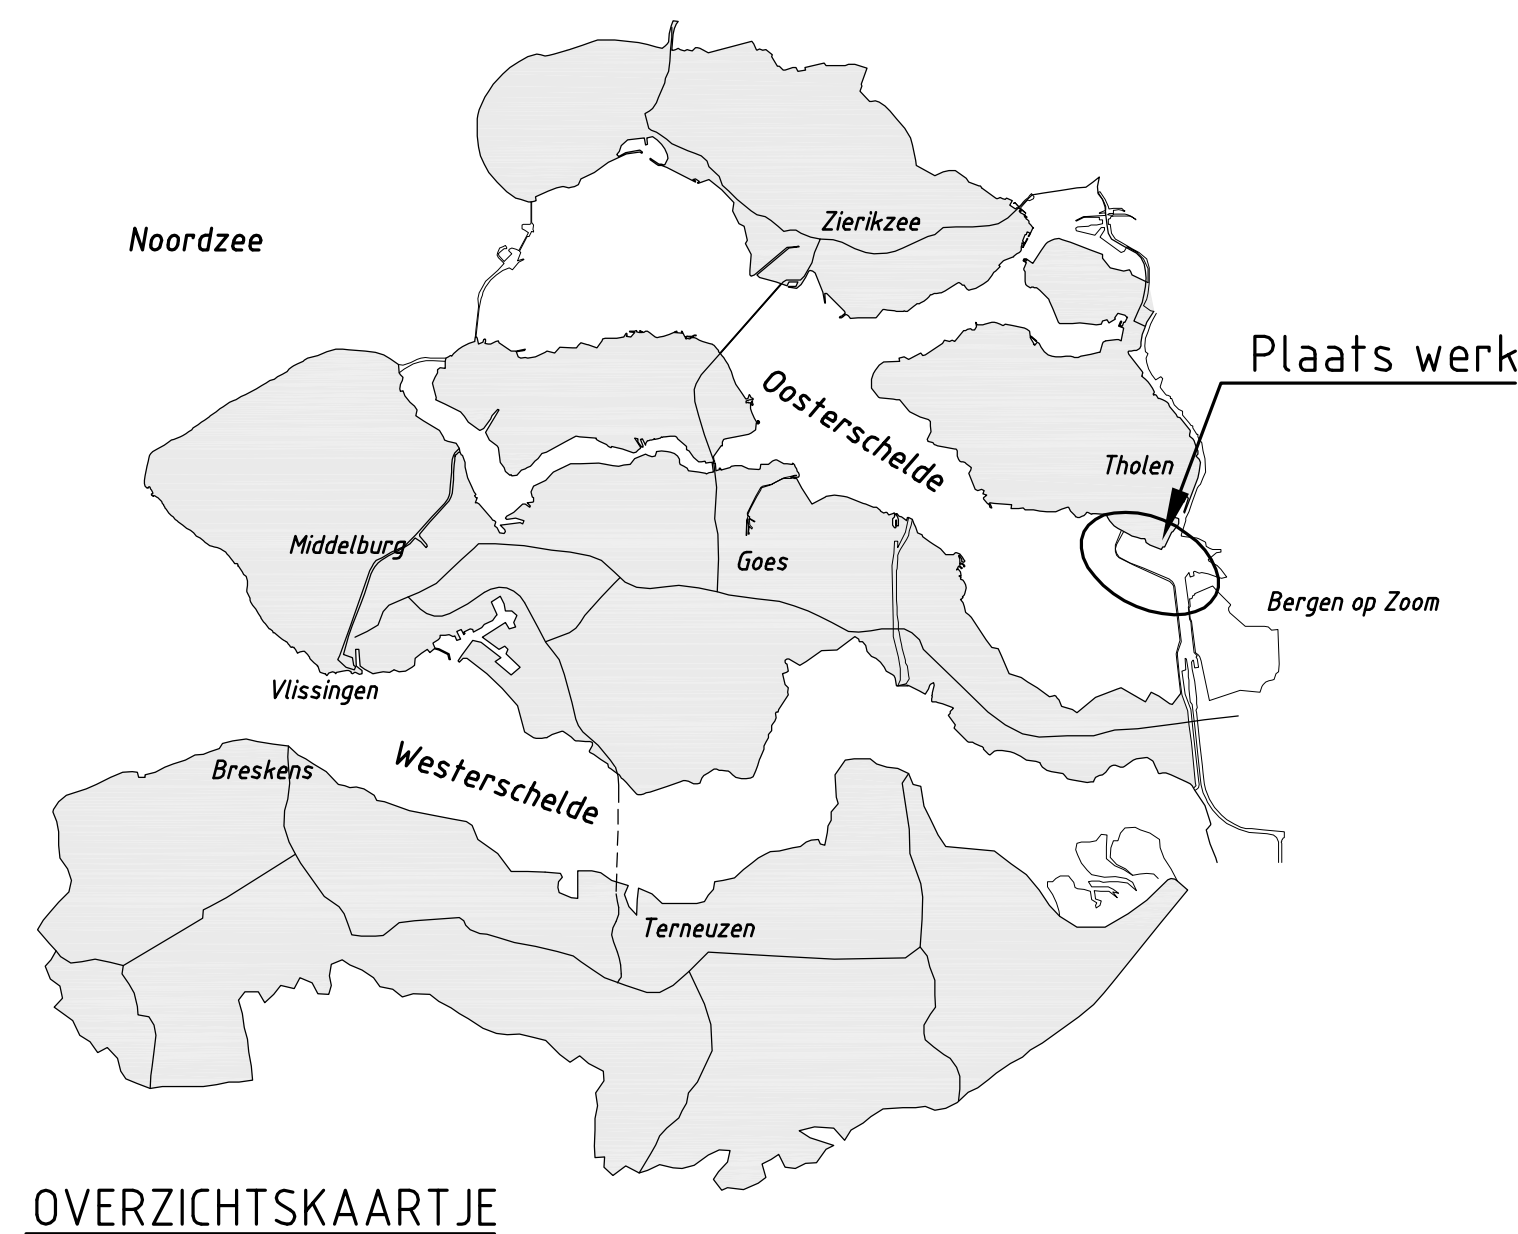 Zierikzee
Noordzee
Plaats werk
Oosterschelde
Tholen
Middelburg
Goes
Bergen op Zoom
Vlissingen
Westerschelde
Breskens
Terneuzen
OVERZICHTSKAARTJE